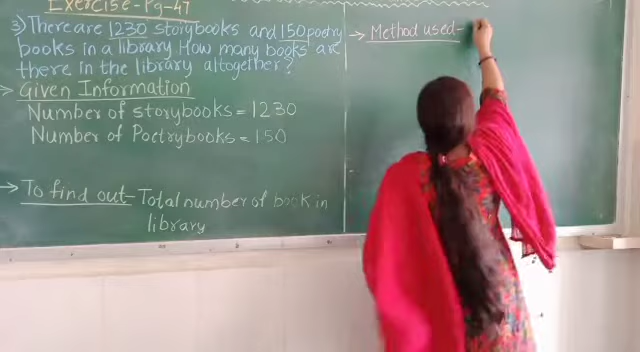 Exercise-Pg-47
3) There are 1230 storybooks and 150 poetry
books in a library. How many books are
there in the library altogether?
→ Given Information
Number of storybooks = 1230
Number of Poetrybooks = 150
→ To find out - Total number of book in
library
→ Method used-